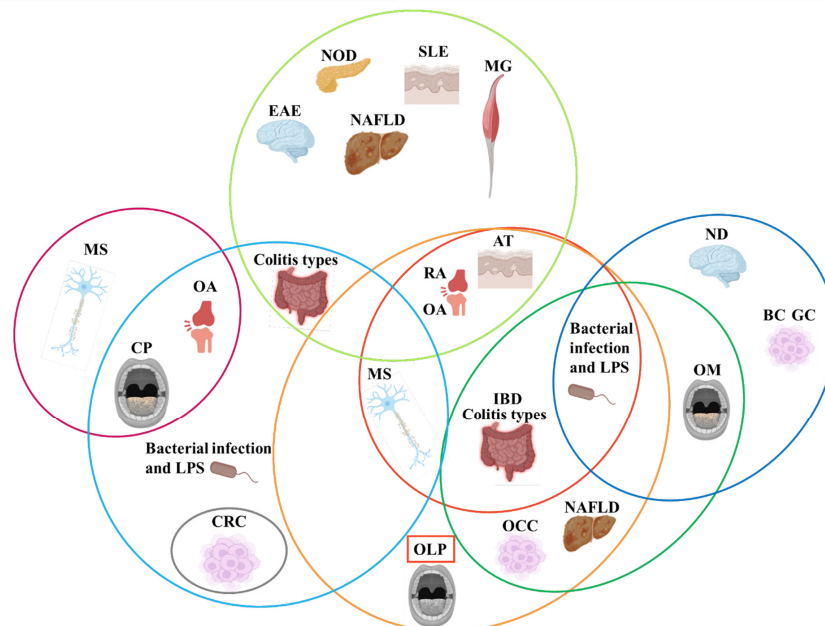 NOD
SLE
MG
EAE
NAFLD
MS
OA
CP
Colitis types
AT
RA
OA
ND
BC GC
Bacterial
infection
and LPS
OM
MS
IBD
Colitis types
Bacterial infection
and LPS
CRC
OLP
OCC
NAFLD